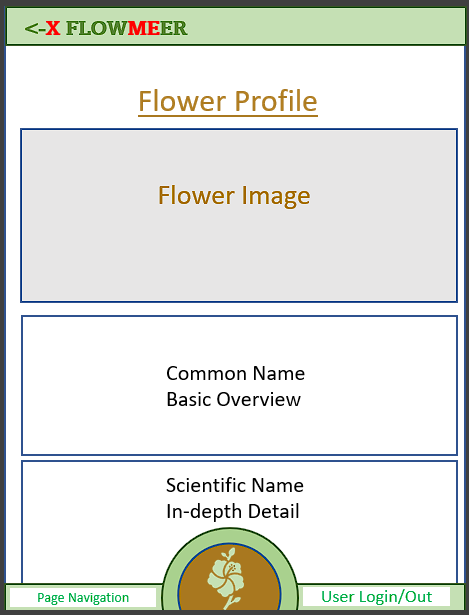 <-X FLOWMEER
Flower Profile
Flower Image
Common Name
Basic Overview
Scientific Name
In-depth Detail
Page Navigation
User Login/Out